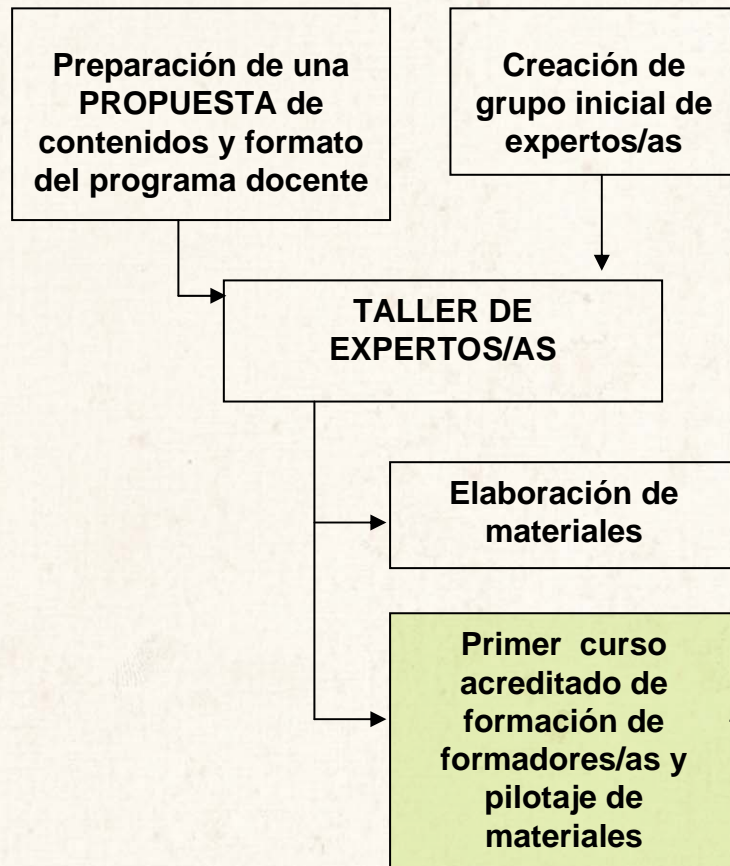 Preparación de una
PROPUESTA de
contenidos y formato
del programa docente
Creación de
grupo inicial de
expertos/as
TALLER DE
EXPERTOS/AS
Elaboración de
materiales
Primer curso
acreditado de
formación de
formadores/as y
pilotaje de
materiales